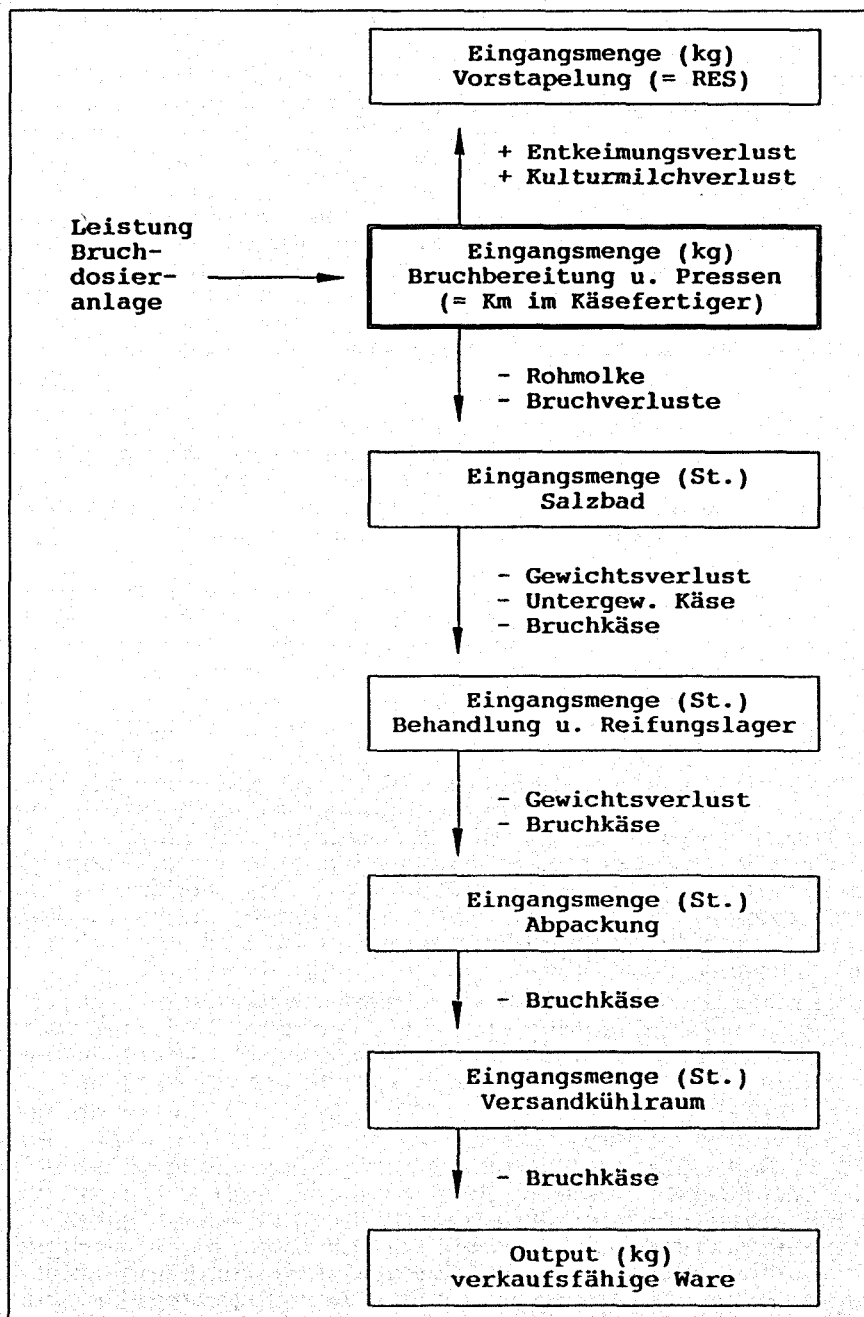 Eingangsmenge (kg)
Vorstapelung (= RES)
+ Entkeimungsverlust
+ Kulturmilchverlust
Leistung
Bruch-
dosier-
anlage
Eingangsmenge (kg)
Bruchbereitung u. Pressen
(= Km im Käsefertiger)
- Rohmolke
- Bruchverluste
Eingangsmenge (St.)
Salzbad
- Gewichtsverlust
- Untergew. Käse
- Bruchkäse
Eingangsmenge (St.)
Behandlung u. Reifungslager
- Gewichtsverlust
- Bruchkäse
Eingangsmenge (St.)
Abpackung
- Bruchkäse
Eingangsmenge (St.)
Versandkühlraum
- Bruchkäse
Output (kg)
verkaufsfähige Ware